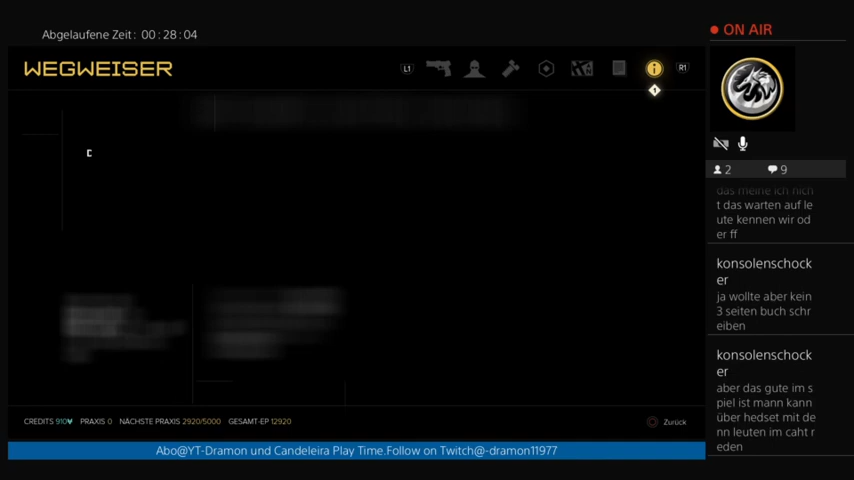 Abgelaufene Zeit: 00:28:04
ON AIR
WEGWEISER
L1
R1
2
9
das meine ich nich
t das warten auf le
ute kennen wir od
er ff
konsolenschock
er
ja wollte aber kein
3 seiten buch schr
eiben
konsolenschock
er
aber das gute im s
piel ist mann kann
über hedset mit de
nn leuten im caht r
eden
CREDITS 910 PRAXIS 0 NÄCHSTE PRAXIS 2920/5000 GESAMT-EP 12920
Zurück
Abo@YT-Dramon und Candeleira Play Time.Follow on Twitch@-dramon11977